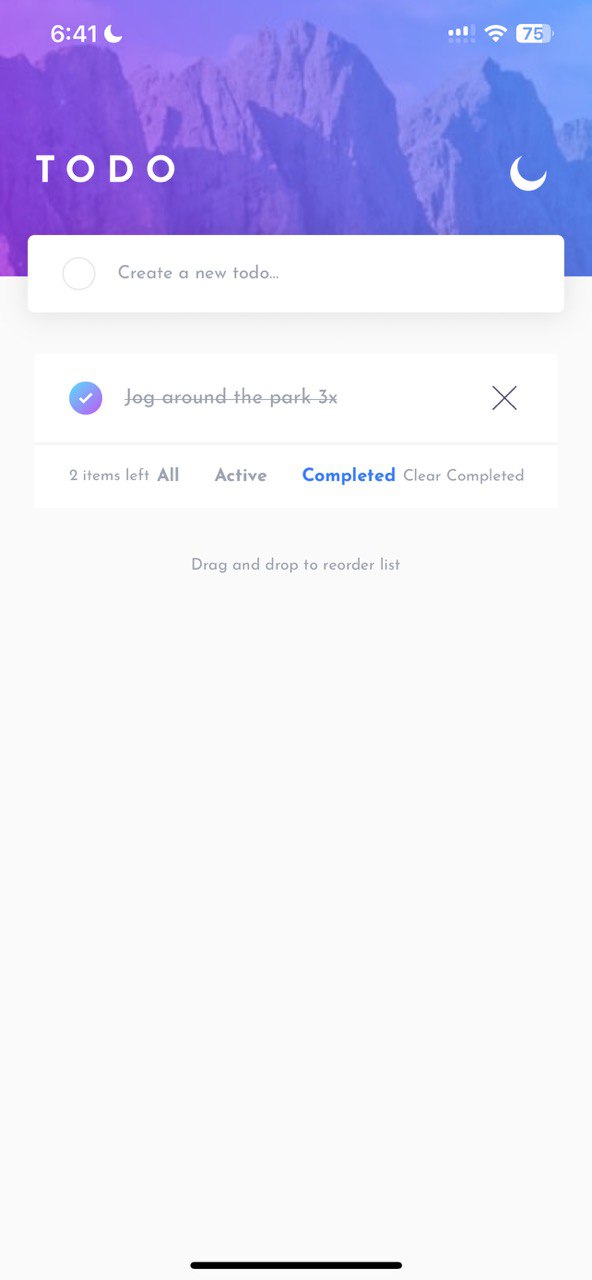 6:41 75
TODO
Create a new todo...
Jog around the park 3x
2 items left All Active Completed Clear Completed
Drag and drop to reorder list